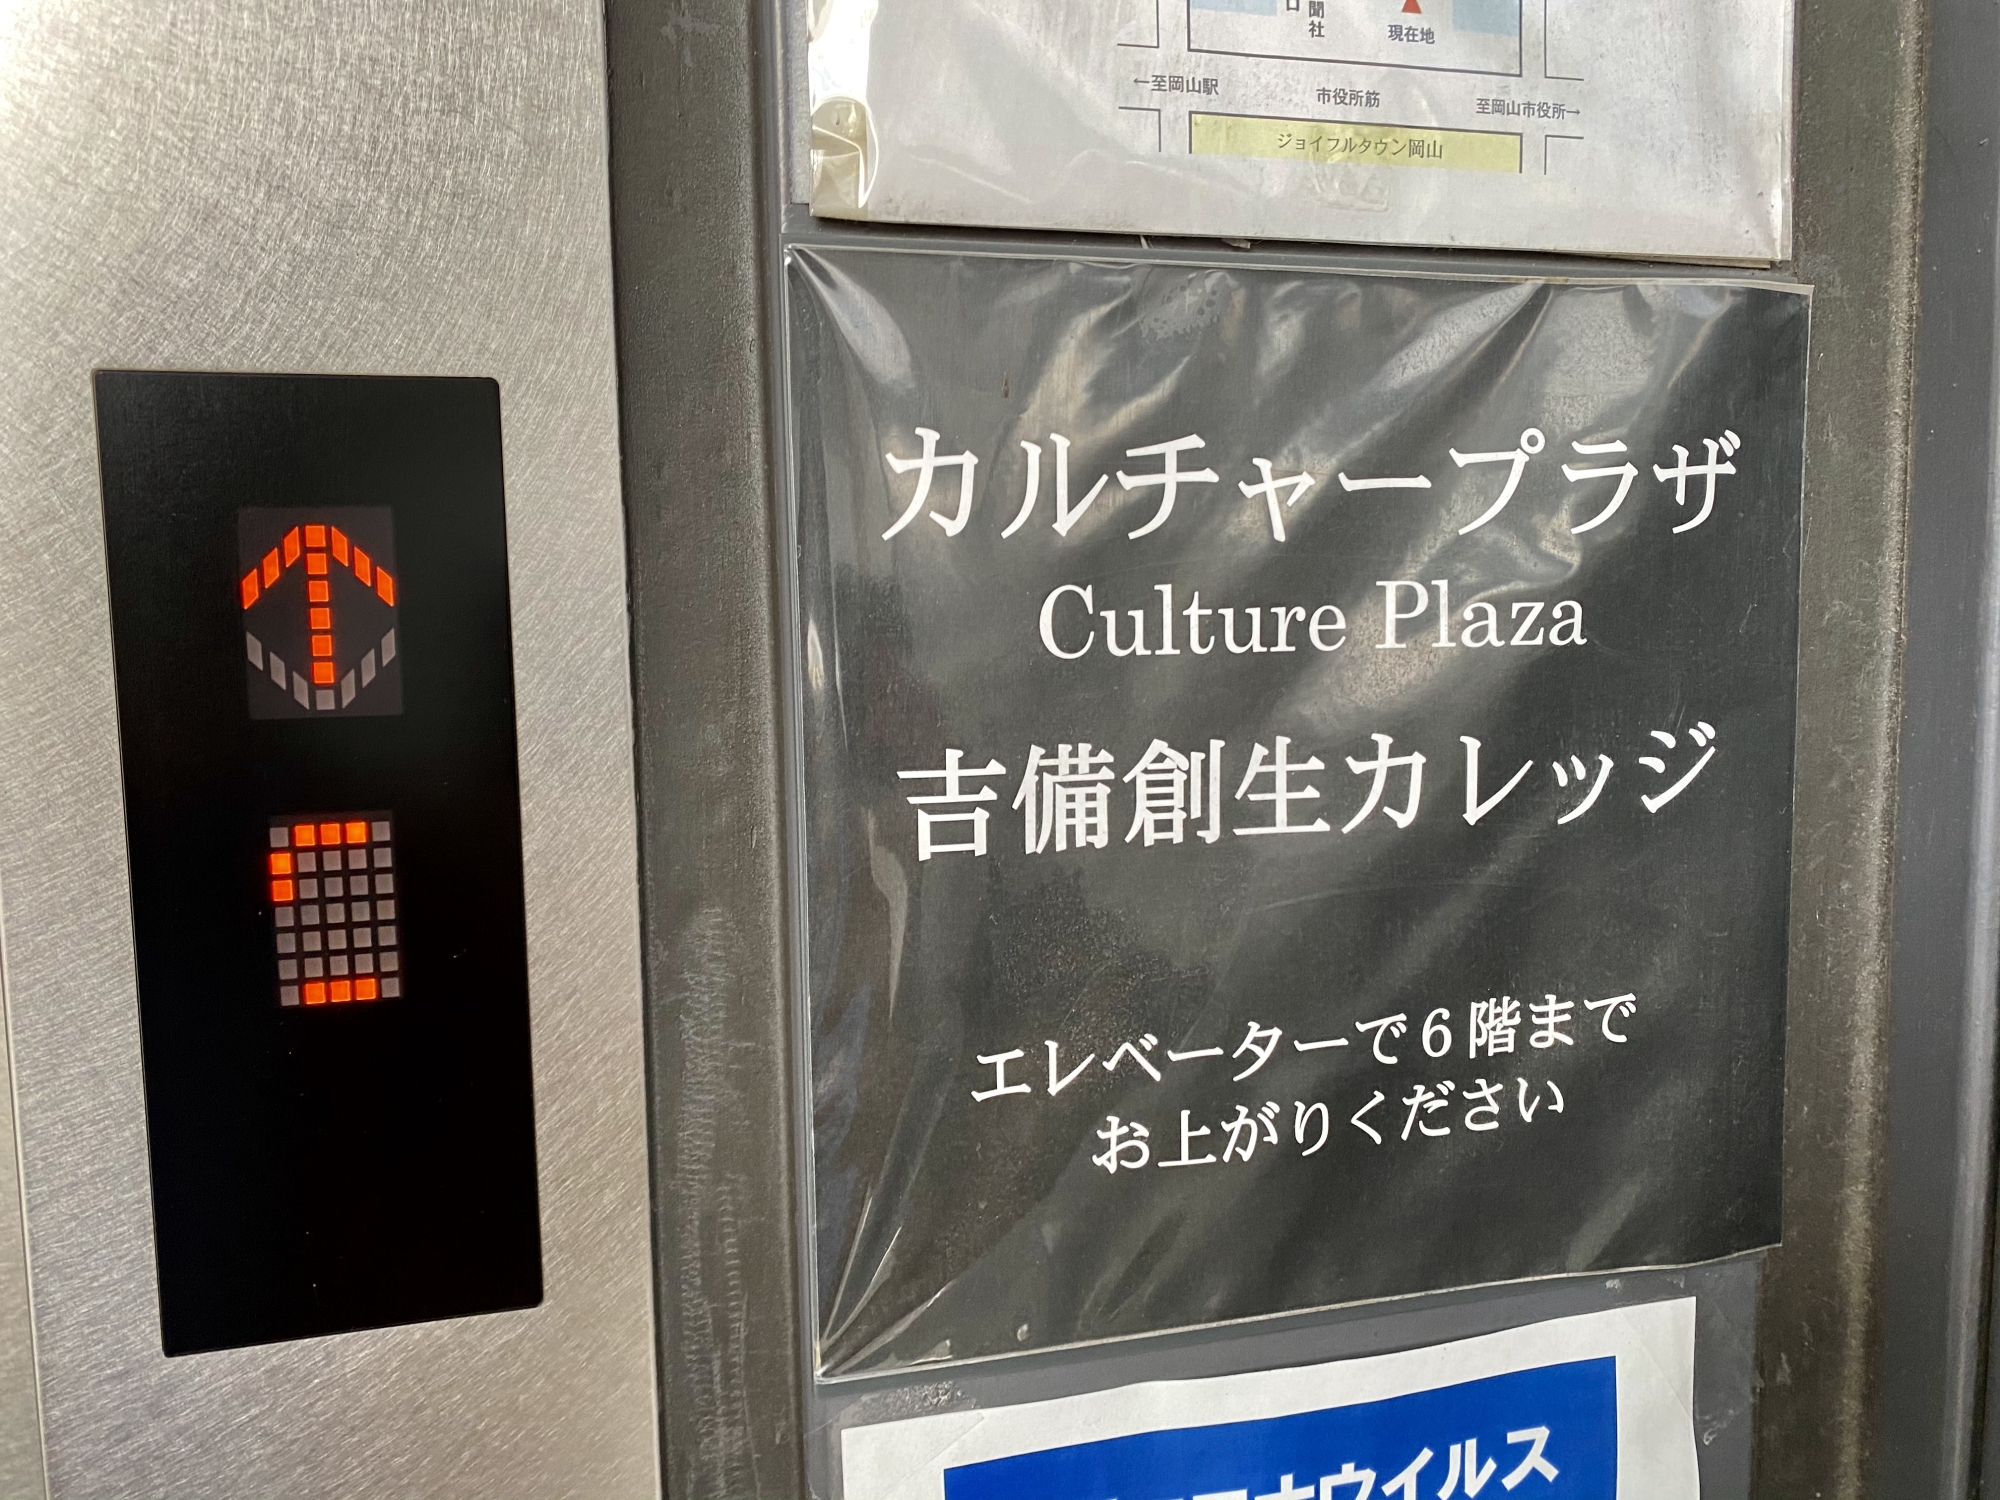 聞社
現在地
←至岡山駅
市役所筋
至岡山市役所→
ジョイフルタウン岡山
カルチャープラザ
Culture Plaza
吉備創生カレッジ
エレベーターで6階まで
お上がりください
ウイルス